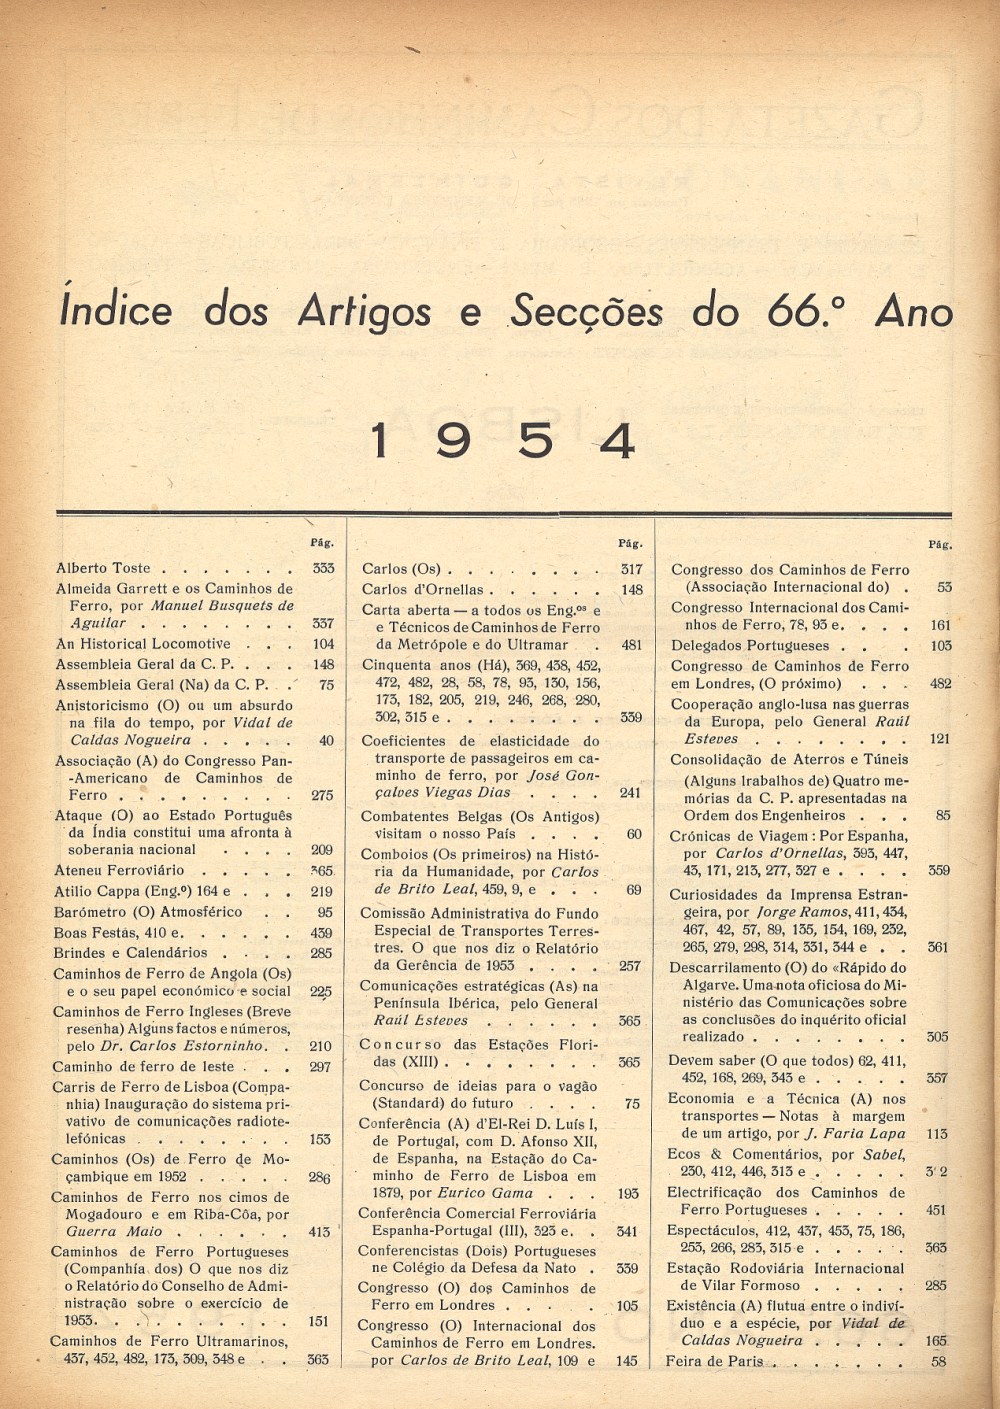 Índice dos Artigos e Secções do 66.º Ano
1954
Pág.
Alberto Toste . . . . . . . 333
Almeida Garrett e os Caminhos de
Ferro, por Manuel Busquets de
Aguilar . . . . . . . . 337
An Historical Locomotive . . . 104
Assembleia Geral da C. P. . . . 148
Assembleia Geral (Na) da C. P. . . 75
Anistoricismo (O) ou um absurdo
na fila do tempo, por Vidal de
Caldas Nogueira . . . . . 40
Associação (A) do Congresso Pan-
-Americano de Caminhos de
Ferro . . . . . . . . . 275
Ataque (O) ao Estado Português
da Índia constitui uma afronta à
soberania nacional . . . . 209
Ateneu Ferroviário . . . . . 365
Atilio Cappa (Eng.º) 164 e . . . 219
Barómetro (O) Atmosférico . . 95
Boas Festas, 410 e. . . . . . 439
Brindes e Calendários . . . . 285
Caminhos de Ferro de Angola (Os)
e o seu papel económico e social 225
Caminhos de Ferro Ingleses (Breve
resenha) Alguns factos e números,
pelo Dr. Carlos Estorninho. . 210
Caminho de ferro de leste . . . 297
Carris de Ferro de Lisboa (Compa-
nhia) Inauguração do sistema pri-
vativo de comunicações radiote-
lefónicas . . . . . . . 153
Caminhos (Os) de Ferro de Mo-
çambique em 1952 . . . . . 286
Caminhos de Ferro nos cimos de
Mogadouro e em Riba-Côa, por
Guerra Maio . . . . . . 413
Caminhos de Ferro Portugueses
(Companhia dos) O que nos diz
o Relatório do Conselho de Admi-
nistração sobre o exercício de
1953. . . . . . . . . . 151
Caminhos de Ferro Ultramarinos,
437, 452, 482, 173, 309, 348 e . . 363
Pág.
Carlos (Os) . . . . . . . . 317
Carlos d'Ornellas . . . . . . 148
Carta aberta — a todos os Eng.os e
e Técnicos de Caminhos de Ferro
da Metrópole e do Ultramar . 481
Cinquenta anos (Há), 369, 438, 452,
472, 482, 28, 58, 78, 93, 130, 156,
173, 182, 205, 219, 246, 268, 280,
302, 315 e . . . . . . . . 339
Coeficientes de elasticidade do
transporte de passageiros em ca-
minho de ferro, por José Gon-
çalves Viegas Dias . . . . 241
Combatentes Belgas (Os Antigos)
visitam o nosso País . . . . 60
Comboios (Os primeiros) na Histó-
ria da Humanidade, por Carlos
de Brito Leal, 459, 9, e . . . 69
Comissão Administrativa do Fundo
Especial de Transportes Terres-
tres. O que nos diz o Relatório
da Gerência de 1953 . . . . 257
Comunicações estratégicas (As) na
Península Ibérica, pelo General
Raúl Esteves . . . . . . 365
Concurso das Estações Flori-
das (XIII) . . . . . . . . 365
Concurso de ideias para o vagão
(Standard) do futuro . . . . 75
Conferência (A) d'El-Rei D. Luís I,
de Portugal, com D. Afonso XII,
de Espanha, na Estação do Ca-
minho de Ferro de Lisboa em
1879, por Eurico Gama . . . 193
Conferência Comercial Ferroviária
Espanha-Portugal (III), 323 e. . 341
Conferencistas (Dois) Portugueses
ne Colégio da Defesa da Nato . 339
Congresso (O) dos Caminhos de
Ferro em Londres . . . . . 105
Congresso (O) Internacional dos
Caminhos de Ferro em Londres.
por Carlos de Brito Leal, 109 e 145
Pág.
Congresso dos Caminhos de Ferro
(Associação Internacional do) . 53
Congresso Internacional dos Cami-
nhos de Ferro, 78, 93 e. . . . 161
Delegados Portugueses . . . 103
Congresso de Caminhos de Ferro
em Londres, (O próximo) . . . 482
Cooperação anglo-lusa nas guerras
da Europa, pelo General Raúl
Esteves . . . . . . . . 121
Consolidação de Aterros e Túneis
(Alguns Irabalhos de) Quatro me-
mórias da C. P. apresentadas na
Ordem dos Engenheiros . . . 85
Crónicas de Viagem : Por Espanha,
por Carlos d'Ornellas, 393, 447,
43, 171, 213, 277, 327 e . . . . 359
Curiosidades da Imprensa Estran-
geira, por Jorge Ramos, 411, 434,
467, 42, 57, 89, 135, 154, 169, 232,
265, 279, 298, 314, 331, 344 e . . 361
Descarrilamento (O) do «Rápido do
Algarve. Uma nota oficiosa do Mi-
nistério das Comunicações sobre
as conclusões do inquérito oficial
realizado . . . . . . . . 305
Devem saber (O que todos) 62, 411,
452, 168, 269, 343 e . . . . . 357
Economia e a Técnica (A) nos
transportes — Notas à margem
de um artigo, por J. Faria Lapa 113
Ecos & Comentários, por Sabel,
230, 412, 446, 313 e . . . . .
Electrificação dos Caminhos de
Ferro Portugueses . . . . . 451
Espectáculos, 412, 437, 453, 75, 186,
253, 266, 283, 315 e . . . . . 363
Estação Rodoviária Internacional
de Vilar Formoso . . . . . 285
Existência (A) flutua entre o indiví-
duo e a espécie, por Vidal de
Caldas Nogueira . . . . . 165
Feira de Paris . . . . . . . 58